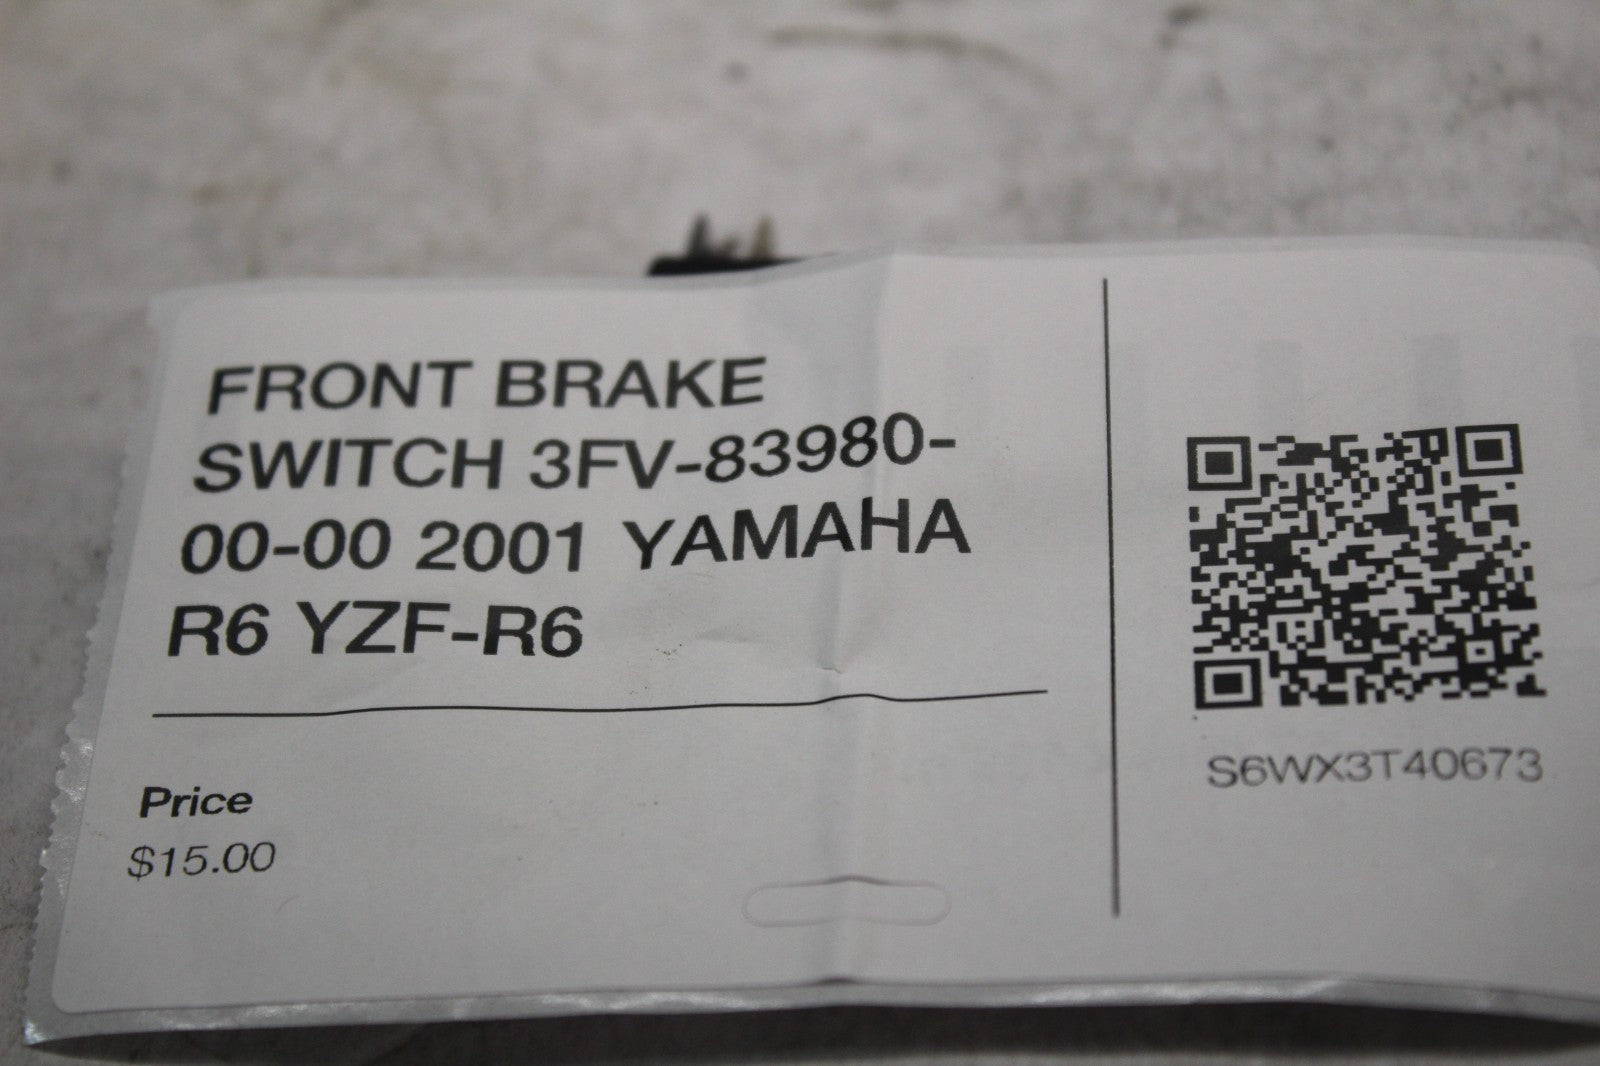 FRONT BRAKE
SWITCH 3FV-83980-
00-00 2001 YAMAHA
R6 YZF-R6
Price
$15.00
S6WX3T40673